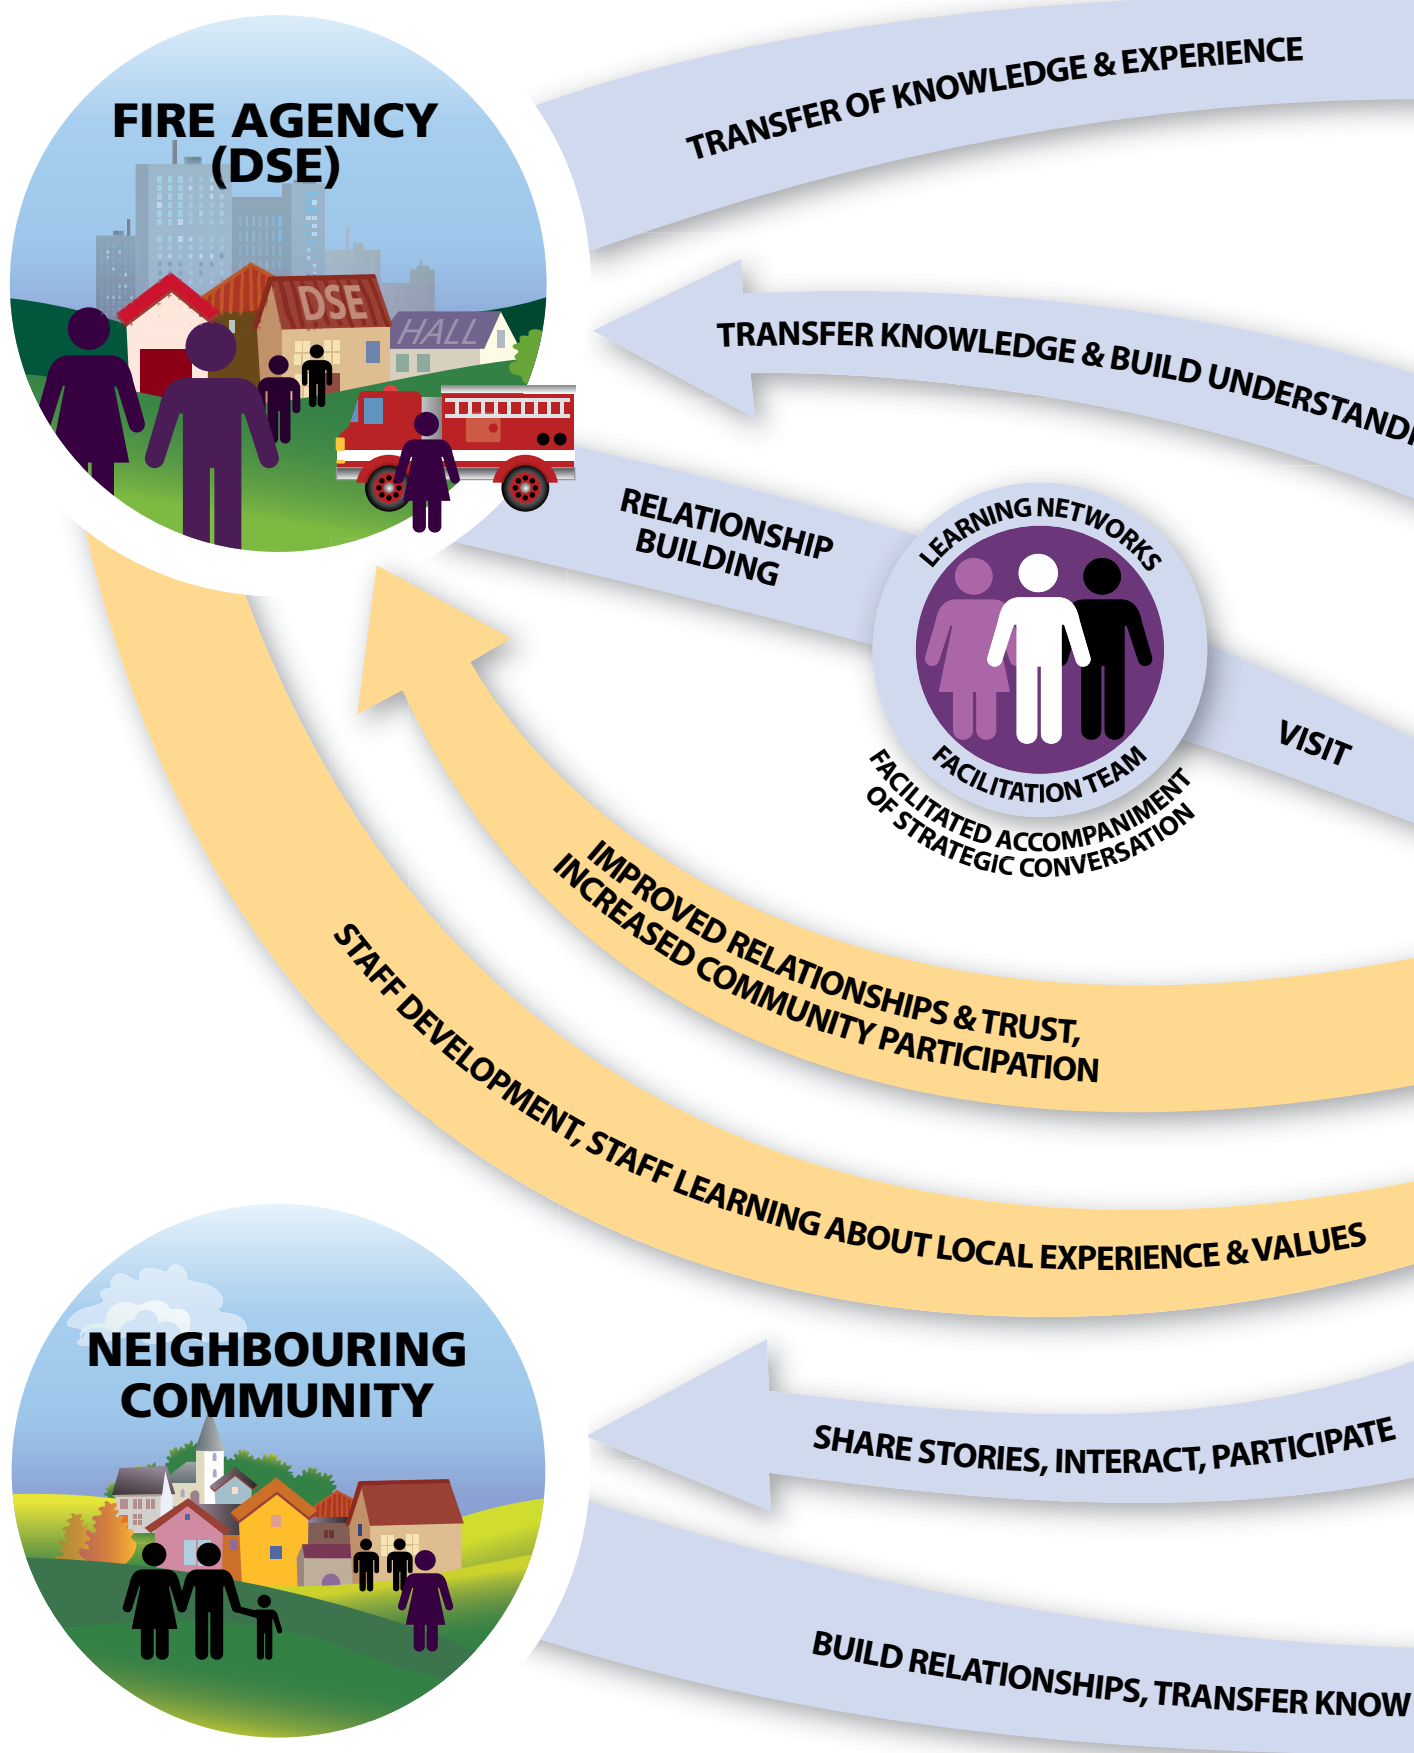 FIRE AGENCY
(DSE)
DSE
HALL
TRANSFER OF KNOWLEDGE & EXPERIENCE
TRANSFER KNOWLEDGE & BUILD
RELATIONSHIP
BUILDING
LEARNING NETWORKS
FACILITATION TEAM
FACILITATED ACCOMPANIMENT
OF STRATEGIC CONVERSATION
VISIT
IMPROVED RELATIONSHIPS & TRUST,
INCREASED COMMUNITY PARTICIPATION
STAFF DEVELOPMENT, STAFF LEARNING ABOUT LOCAL EXPERIENCE & VALUES
NEIGHBOURING
COMMUNITY
SHARE STORIES, INTERACT, PARTICIPATE
BUILD RELATIONSHIPS, TRANSFER KNOW